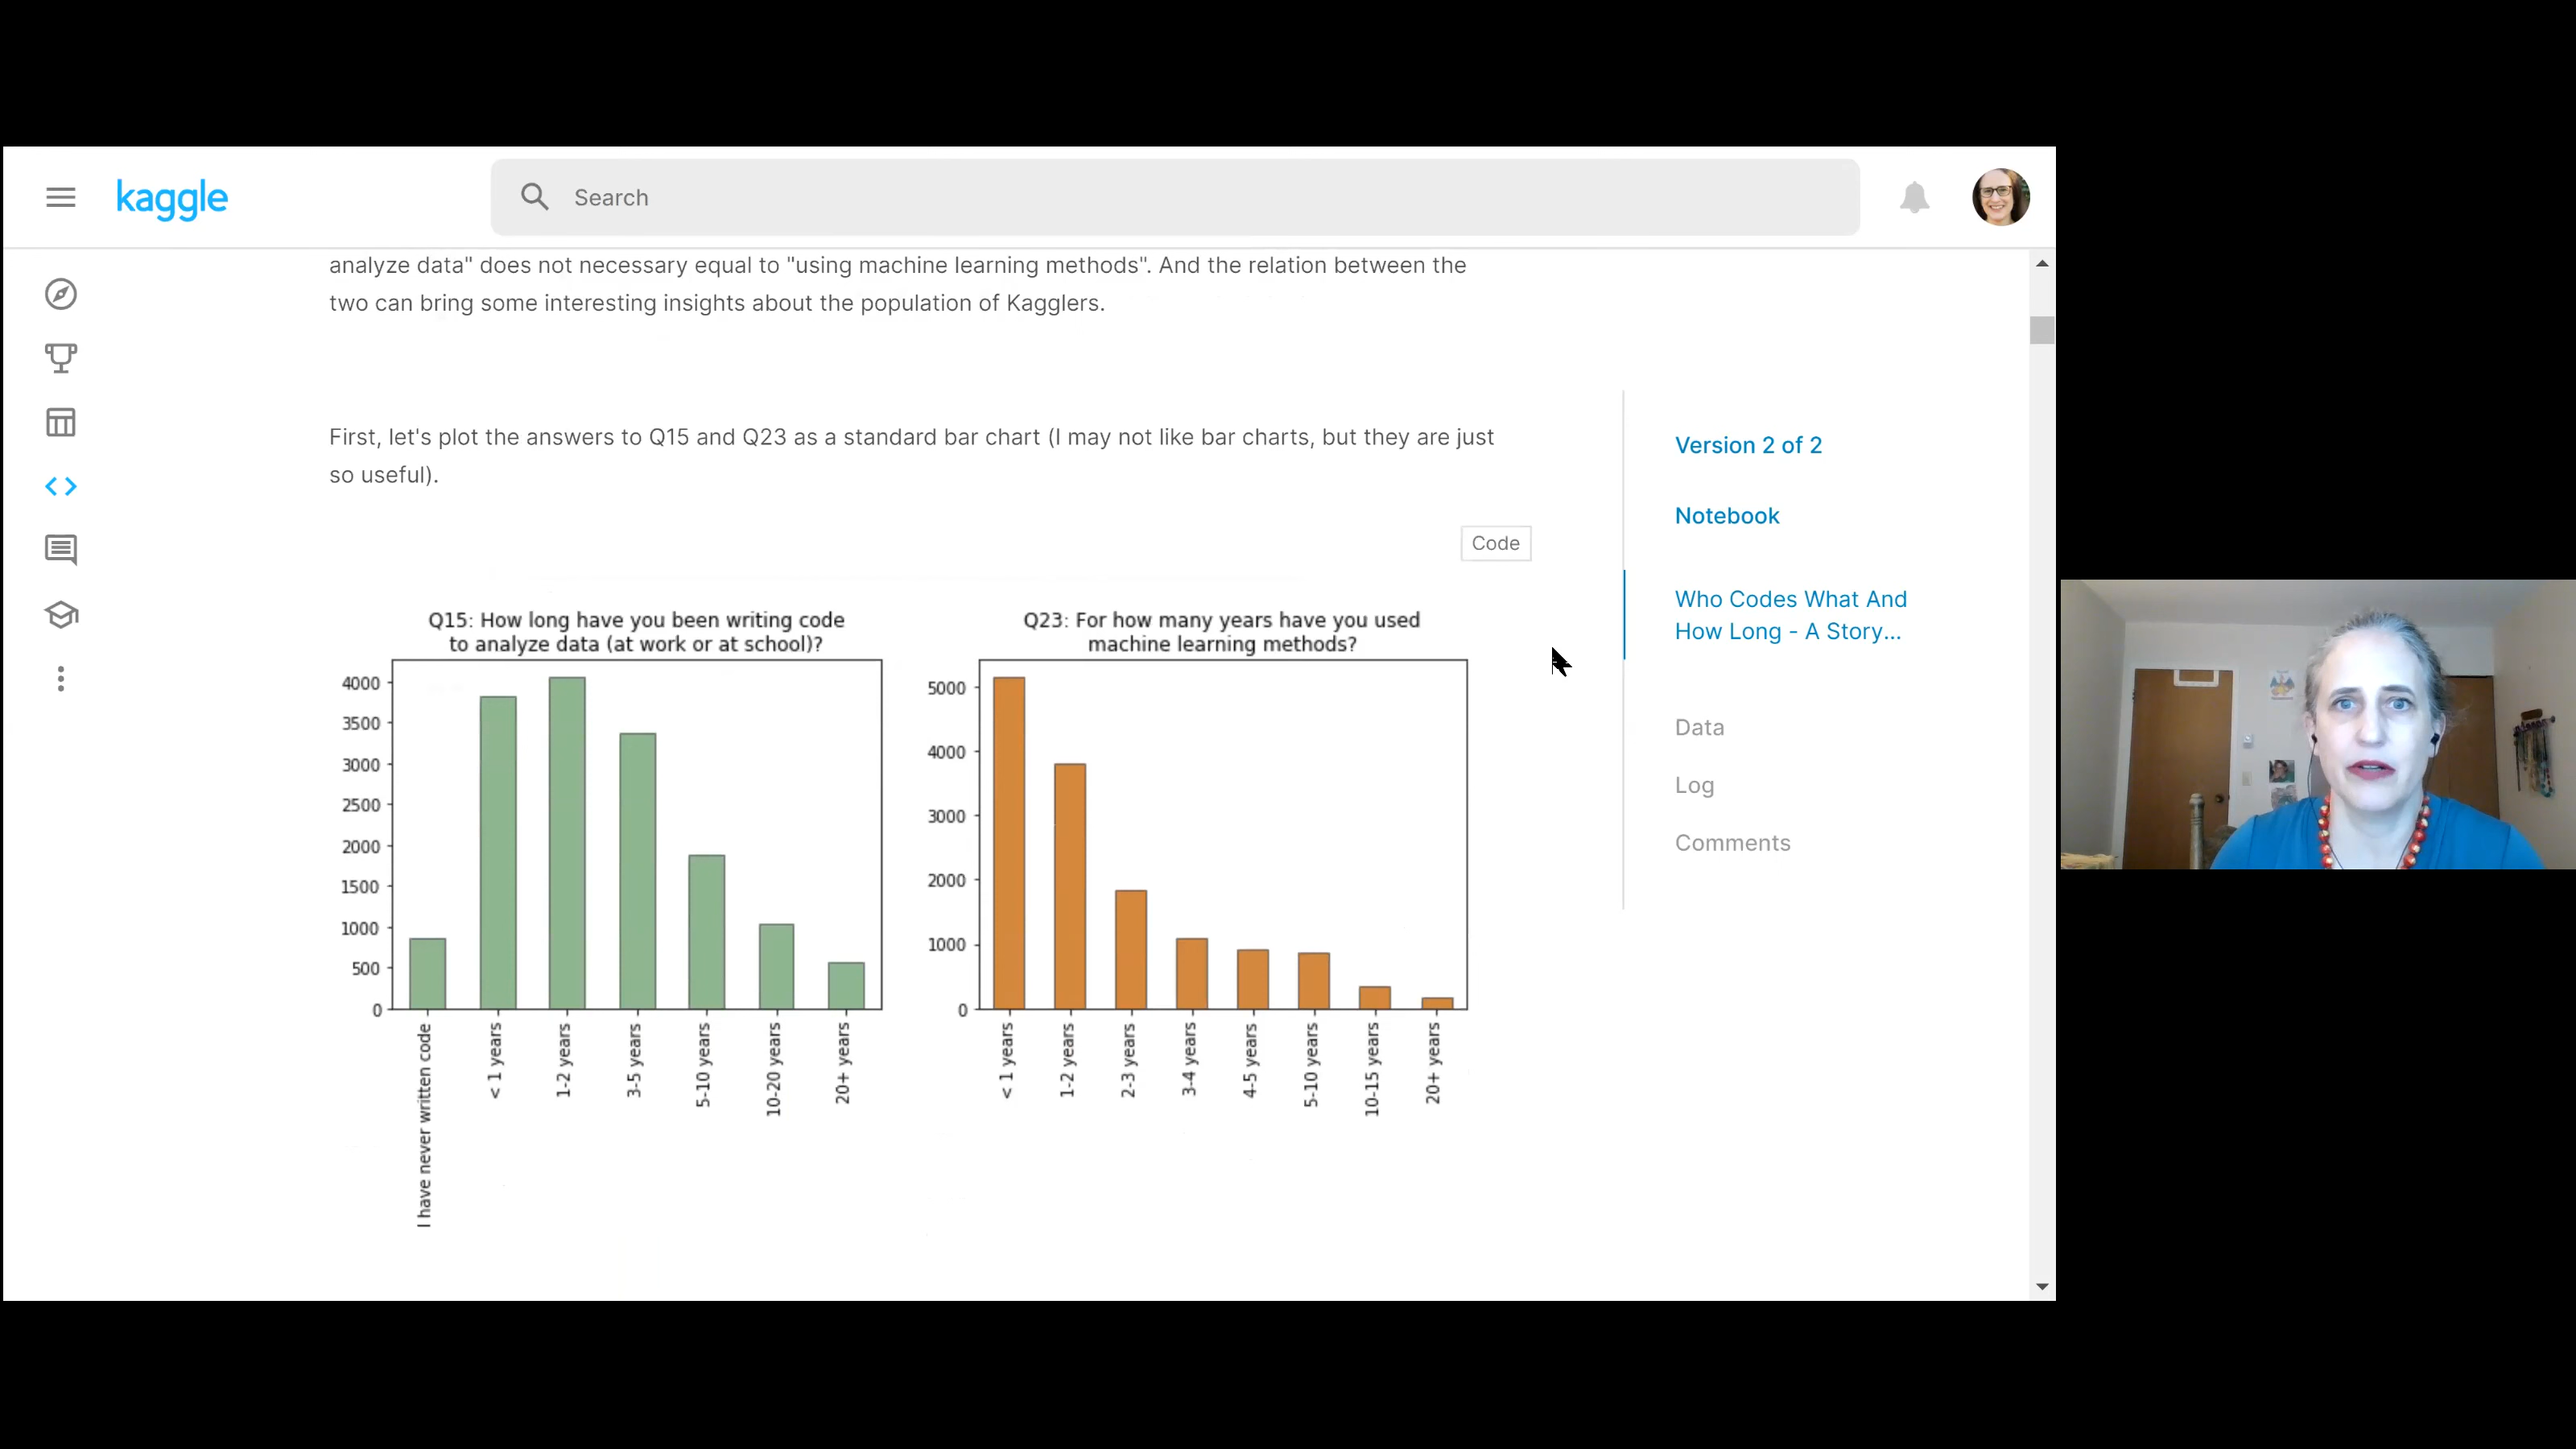 kaggle
Search
analyze data" does not necessary equal to "using machine learning methods". And the relation between the
two can bring some interesting insights about the population of Kagglers.
First, let's plot the answers to Q15 and Q23 as a standard bar chart (I may not like bar charts, but they are just
so useful).
Code
Q15: How long have you been writing code
to analyze data (at work or at school)?
4000
3500
3000
2500
2000
1500
1000
500
0
I have never written code
< 1 years
1-2 years
3-5 years
5-10 years
10-20 years
20+ years
Q23: For how many years have you used
machine learning methods?
5000
4000
3000
2000
1000
0
< 1 years
1-2 years
2-3 years
3-4 years
4-5 years
5-10 years
10-15 years
20+ years
Version 2 of 2
Notebook
Who Codes What And
How Long - A Story...
Data
Log
Comments